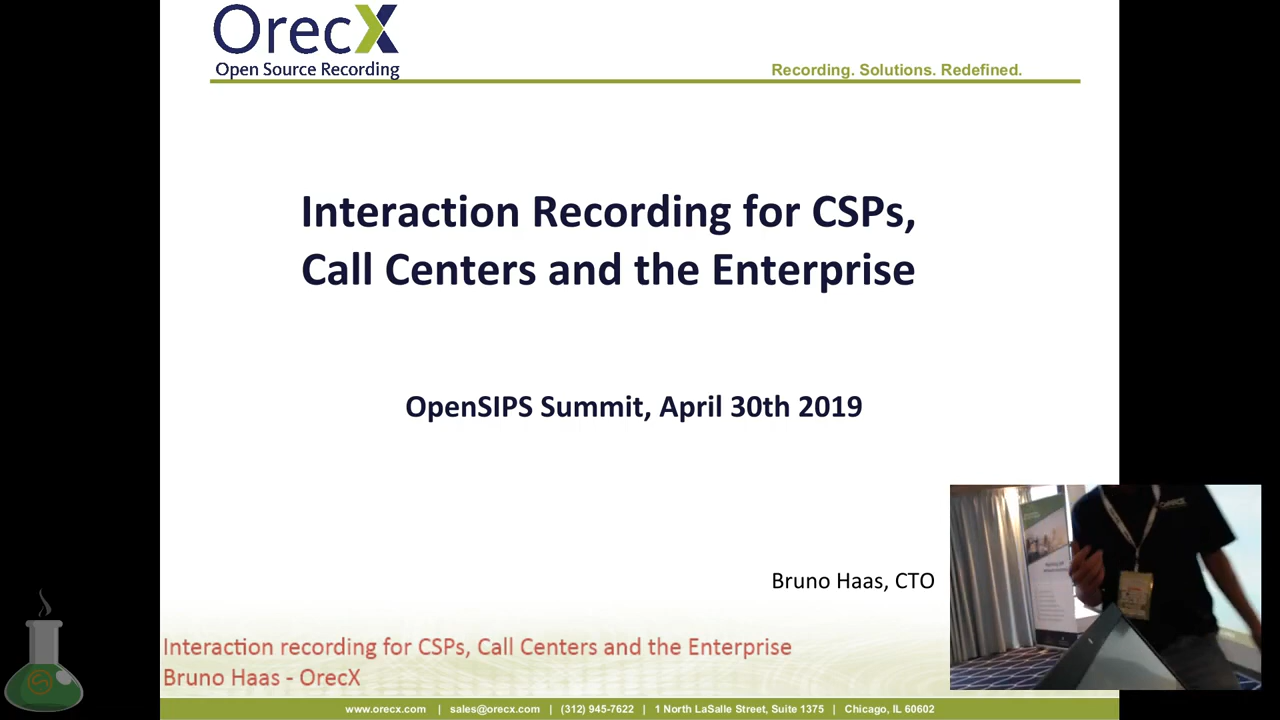 OrecX
Open Source Recording
Recording. Solutions. Redefined.
Interaction Recording for CSPs,
Call Centers and the Enterprise
OpenSIPS Summit, April 30th 2019
Bruno Haas, CTO
Interaction recording for CSPs, Call Centers and the Enterprise
Bruno Haas - OrecX
www.orecx.com | sales@orecx.com | (312) 945-7622 | 1 North LaSalle Street, Suite 1375 | Chicago, IL 60602